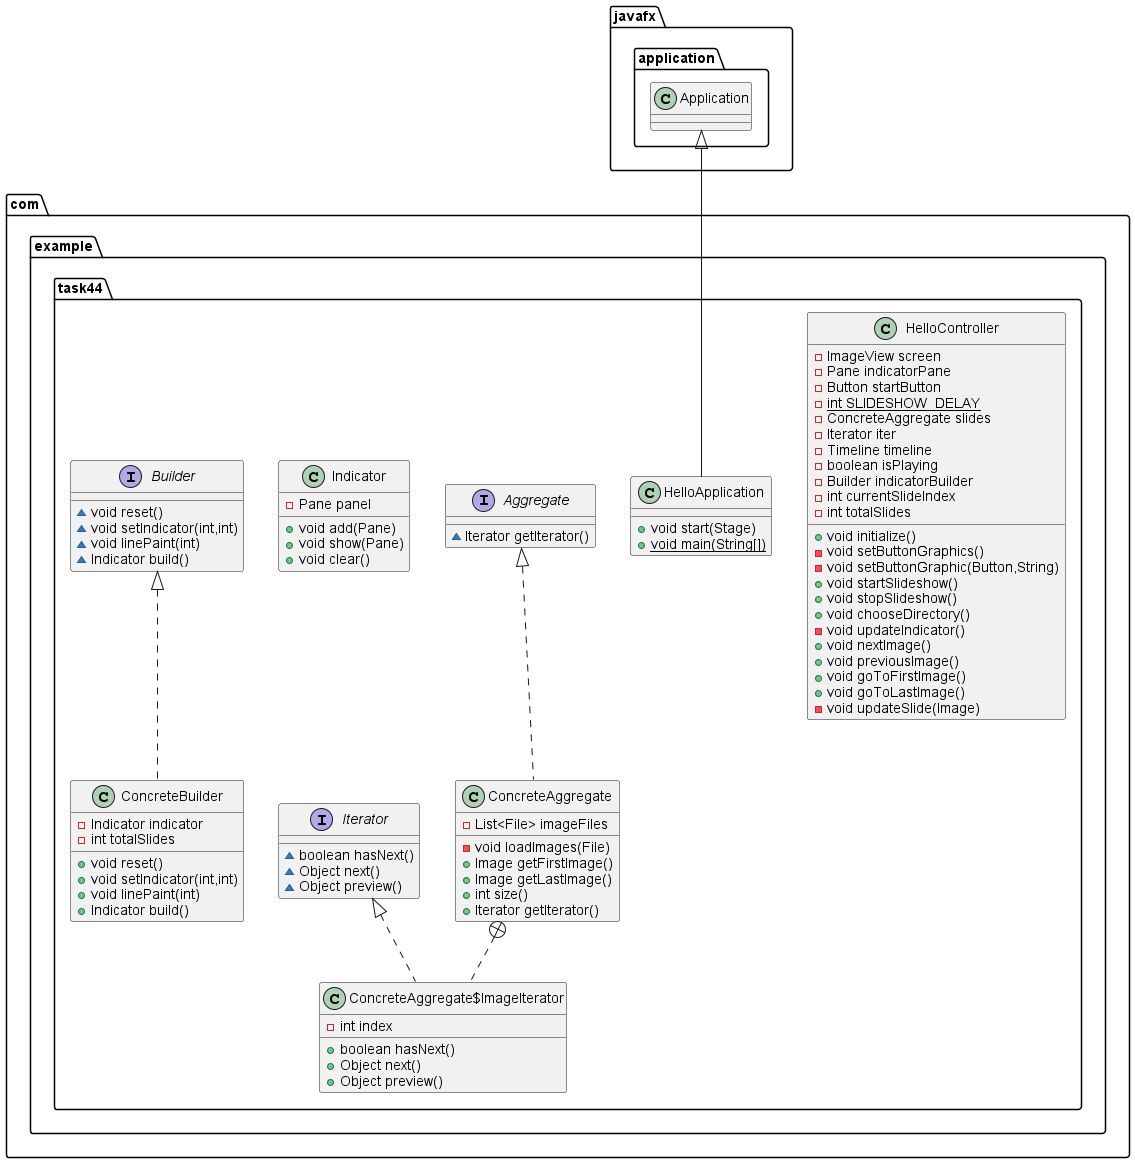 javafx
application
C Application
com
example
task44
C HelloController
ImageView screen
Pane indicatorPane
Button startButton
int SLIDESHOW_DELAY
ConcreteAggregate slides
Iterator iter
Timeline timeline
boolean isPlaying
Builder indicatorBuilder
int currentSlideIndex
int totalSlides
void initialize()
void setButtonGraphics()
void setButtonGraphic(Button,String)
void startSlideshow()
void stopSlideshow()
void chooseDirectory()
void updateIndicator()
void nextImage()
void previousImage()
void goToFirstImage()
void goToLastImage()
void updateSlide(Image)
I Builder
void reset()
void setIndicator(int,int)
void linePaint(int)
Indicator build()
C Indicator
Pane panel
void add(Pane)
void show(Pane)
void clear()
I Aggregate
Iterator getIterator()
C HelloApplication
void start(Stage)
void main(String[])
C ConcreteBuilder
Indicator indicator
int totalSlides
void reset()
void setIndicator(int,int)
void linePaint(int)
Indicator build()
I Iterator
boolean hasNext()
Object next()
Object preview()
C ConcreteAggregate
List<File> imageFiles
void loadImages(File)
Image getFirstImage()
Image getLastImage()
int size()
Iterator getIterator()
C ConcreteAggregate$ImageIterator
int index
boolean hasNext()
Object next()
Object preview()